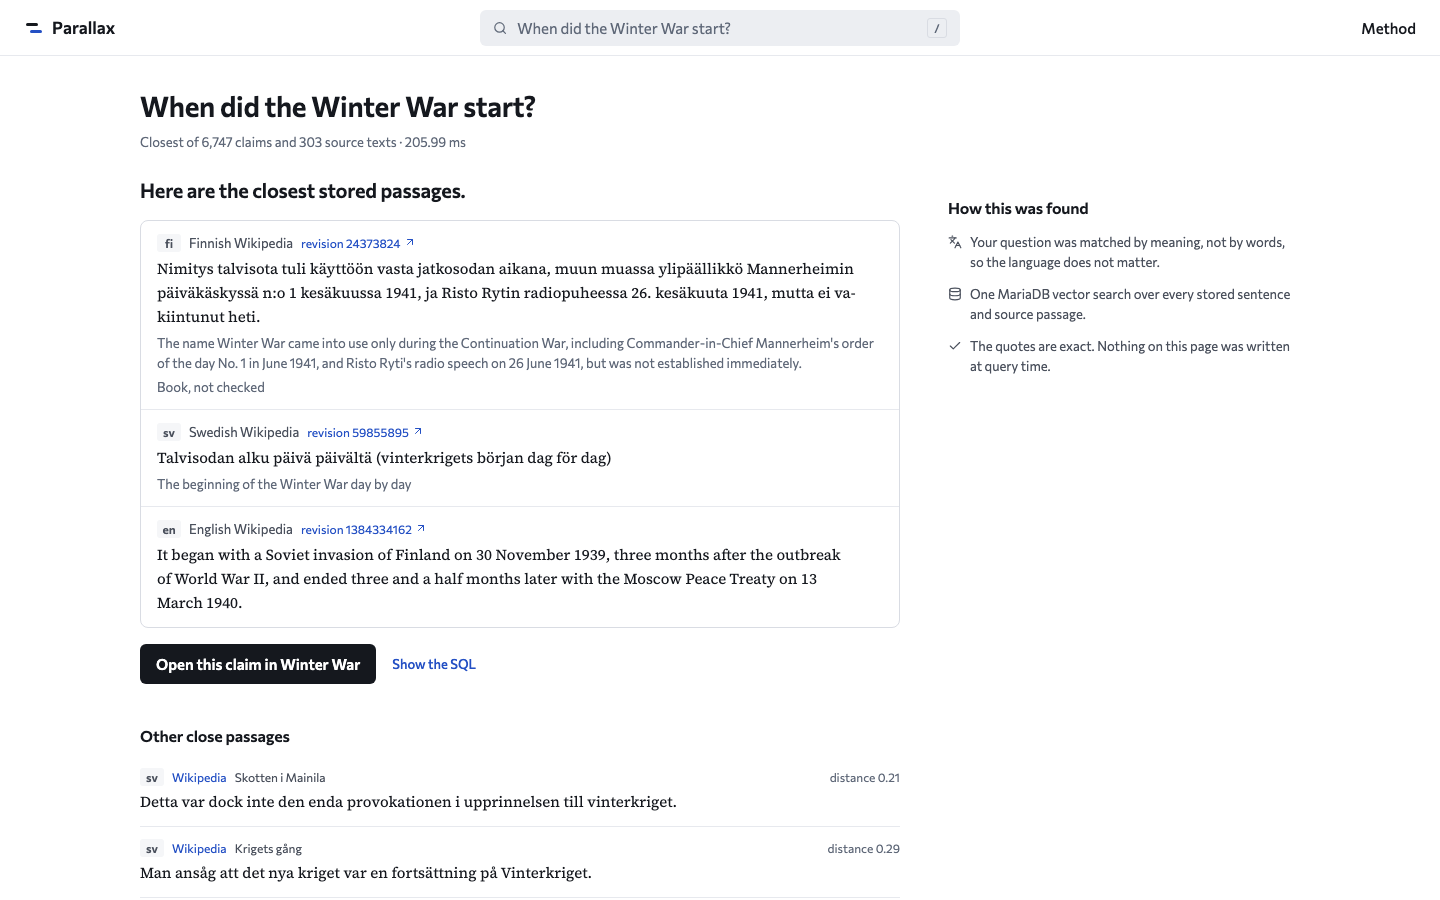 Parallax
When did the Winter War start?
/
Method
When did the Winter War start?
Closest of 6,747 claims and 303 source texts · 205.99 ms
Here are the closest stored passages.
fi Finnish Wikipedia revision 24373824
Nimitys talvisota tuli käyttöön vasta jatkosodan aikana, muun muassa ylipäällikkö Mannerheimin
päiväkäskyssä n:o 1 kesäkuussa 1941, ja Risto Rytin radiopuheessa 26. kesäkuuta 1941, mutta ei va-
kiintunut heti.
The name Winter War came into use only during the Continuation War, including Commander-in-Chief Mannerheim's order
of the day No. 1 in June 1941, and Risto Ryti's radio speech on 26 June 1941, but was not established immediately.
Book, not checked
sv Swedish Wikipedia revision 59855895
Talvisodan alku päivä päivältä (vinterkrigets början dag för dag)
The beginning of the Winter War day by day
en English Wikipedia revision 1384334162
It began with a Soviet invasion of Finland on 30 November 1939, three months after the outbreak
of World War II, and ended three and a half months later with the Moscow Peace Treaty on 13
March 1940.
Open this claim in Winter War
Show the SQL
How this was found
Your question was matched by meaning, not by words,
so the language does not matter.
One MariaDB vector search over every stored sentence
and source passage.
The quotes are exact. Nothing on this page was written
at query time.
Other close passages
sv Wikipedia Skotten i Mainila distance 0.21
Detta var dock inte den enda provokationen i upprinnelsen till vinterkriget.
sv Wikipedia Krigets gång distance 0.29
Man ansåg att det nya kriget var en fortsättning på Vinterkriget.